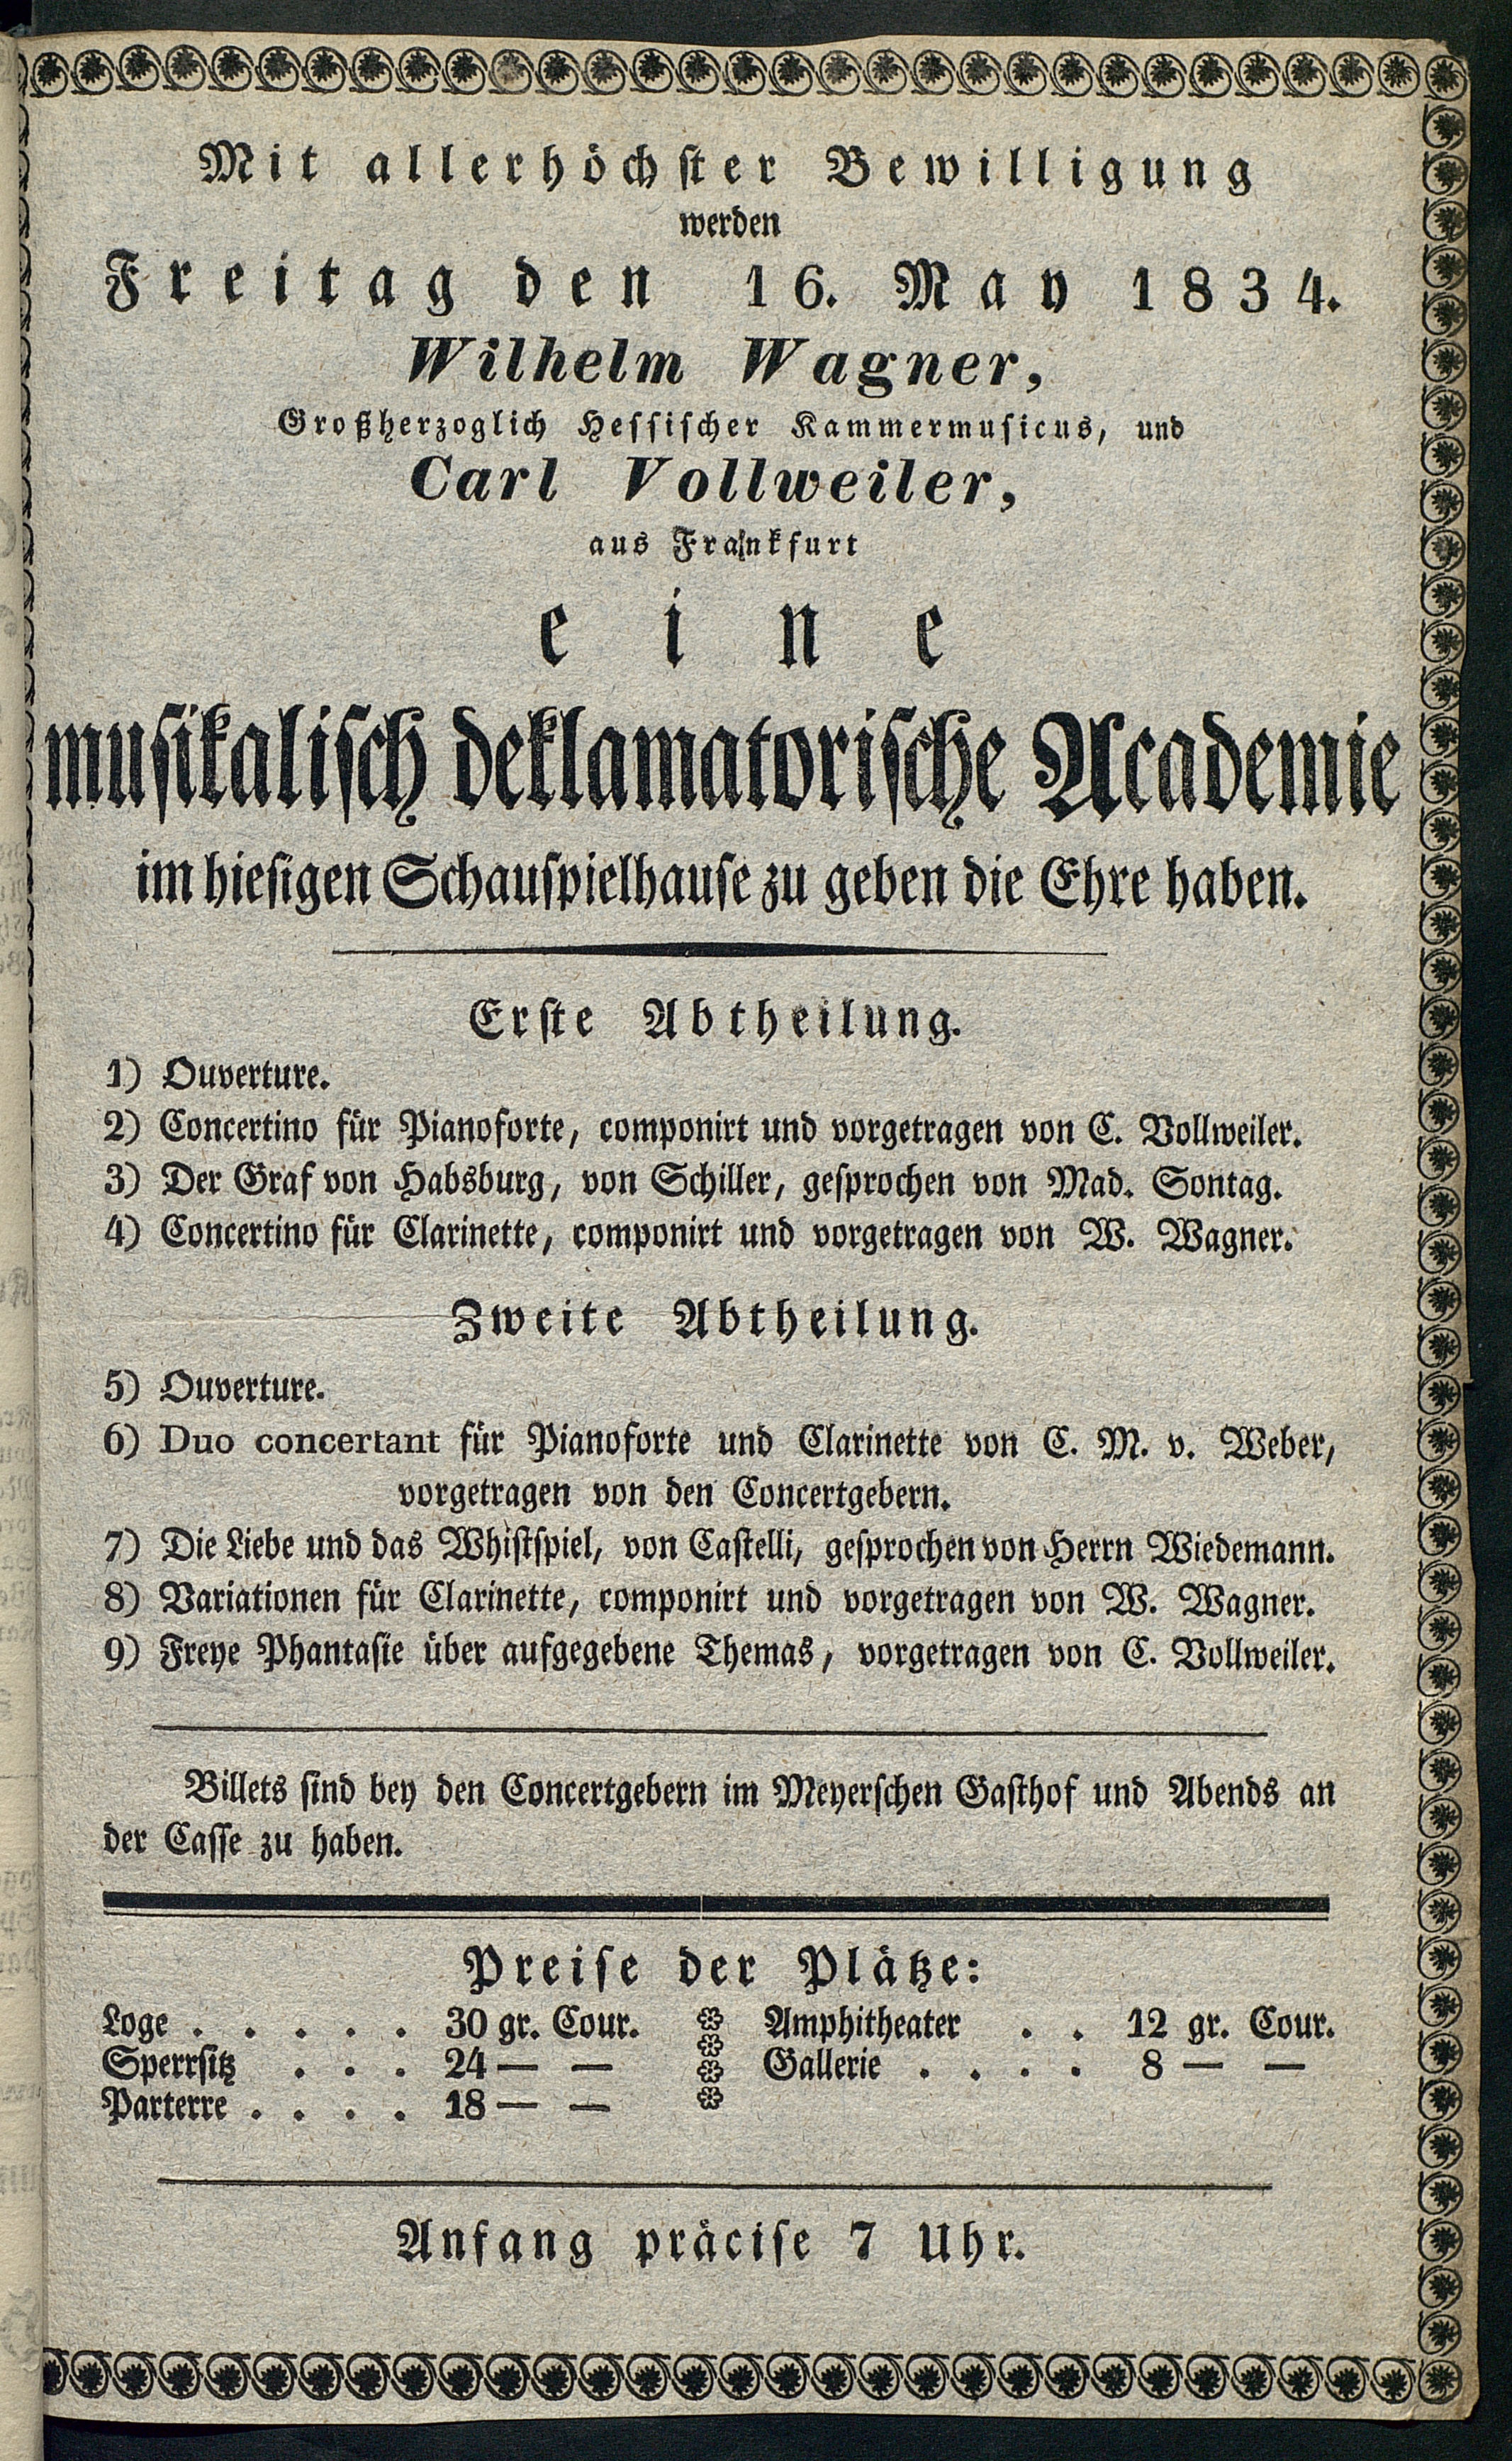 Mit allerhöchster Bewilligung
werden
Freitag den 16. May 1834.
Wilhelm Wagner,
Großherzoglich Hessischer Kammermusicus, und
Carl Vollweiler,
aus Frankfurt
eine
musikalisch deklamatorische Academie
im hiesigen Schauspielhause zu geben die Ehre haben.
Erste Abtheilung.
1) Ouverture.
2) Concertino für Pianoforte, componirt und vorgetragen von C. Vollweiler.
3) Der Graf von Habsburg, von Schiller, gesprochen von Mad. Sontag.
4) Concertino für Clarinette, componirt und vorgetragen von W. Wagner.
Zweite Abtheilung.
5) Ouverture.
6) Duo concertant für Pianoforte und Clarinette von C. M. v. Weber,
vorgetragen von den Concertgebern.
7) Die Liebe und das Whistspiel, von Castelli, gesprochen von Herrn Wiedemann.
8) Variationen für Clarinette, componirt und vorgetragen von W. Wagner.
9) Freye Phantasie über aufgegebene Themas, vorgetragen von C. Vollweiler.
Billets sind bey den Concertgebern im Meyerschen Gasthof und Abends an
der Casse zu haben.
Preise der Plätze:
Loge . . . . . 30 gr. Cour.
Sperrsitz . . . 24 — —
Parterre . . . . 18 — —
Amphitheater . . 12 gr. Cour.
Gallerie . . . . 8 — —
Anfang präcise 7 Uhr.